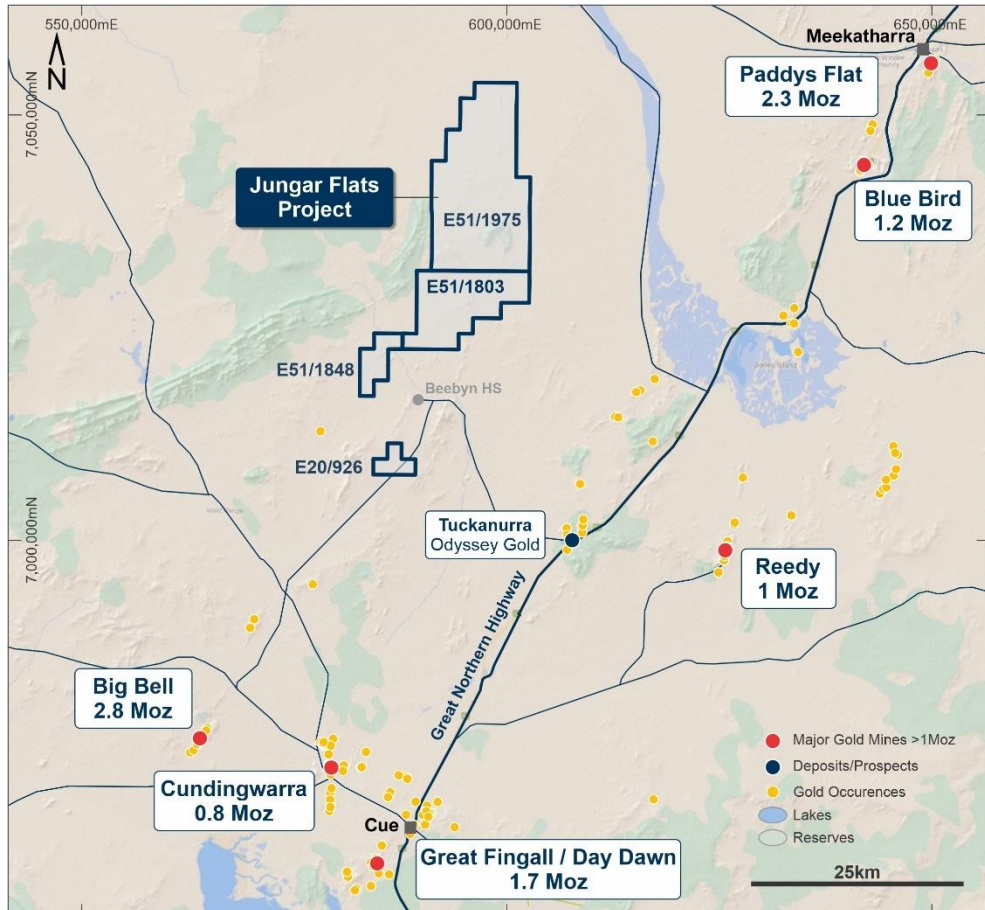 550,000mE
600,000mE
650,000mE
N
Meekatharra
Paddys Flat
2.3 Moz
7,050,000mN
Jungar Flats
Project
Blue Bird
1.2 Moz
E51/1975
E51/1803
E51/1848
Beebyn HS
E20/926
7,000,000mN
Tuckanurra
Odyssey Gold
Reedy
1 Moz
Great Northern Highway
Big Bell
2.8 Moz
Cundingwarra
0.8 Moz
Cue
Great Fingall / Day Dawn
1.7 Moz
Major Gold Mines >1Moz
Deposits/Prospects
Gold Occurences
Lakes
Reserves
25km